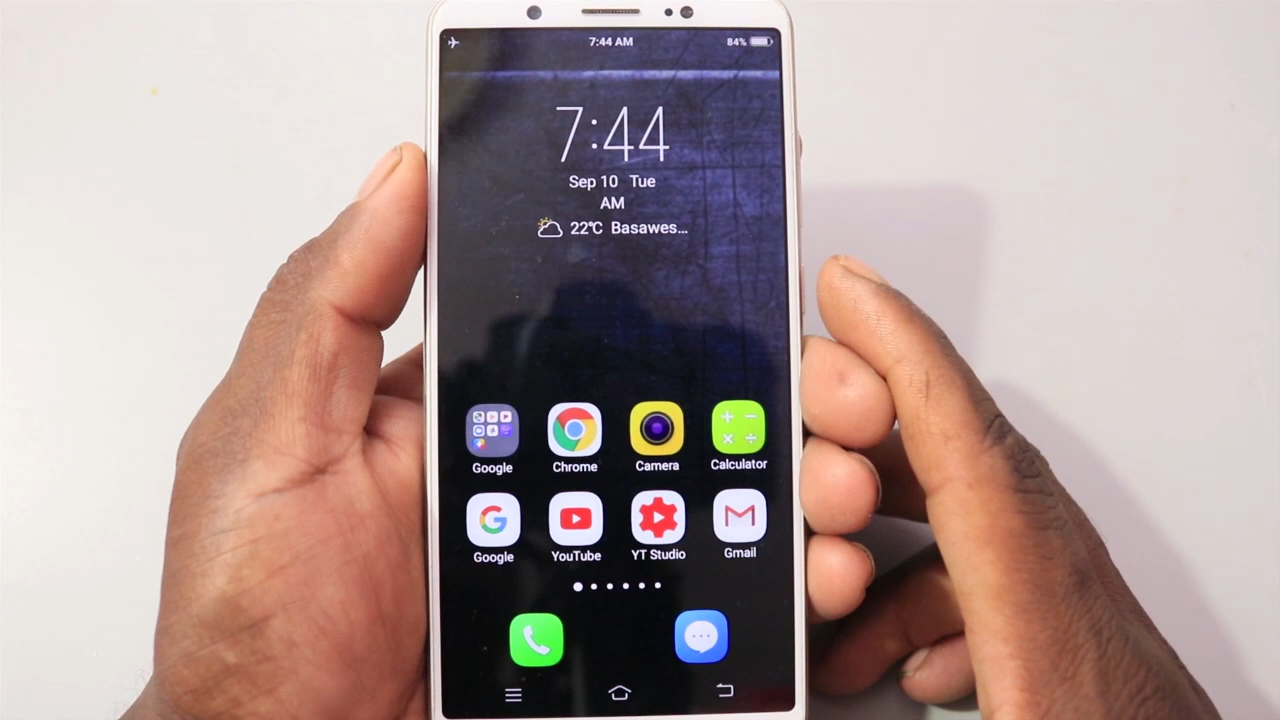 7:44 AM 84%
7:44
Sep 10 Tue
AM
22℃ Basawes...
Google Chrome Camera Calculator
Google YouTube YT Studio Gmail